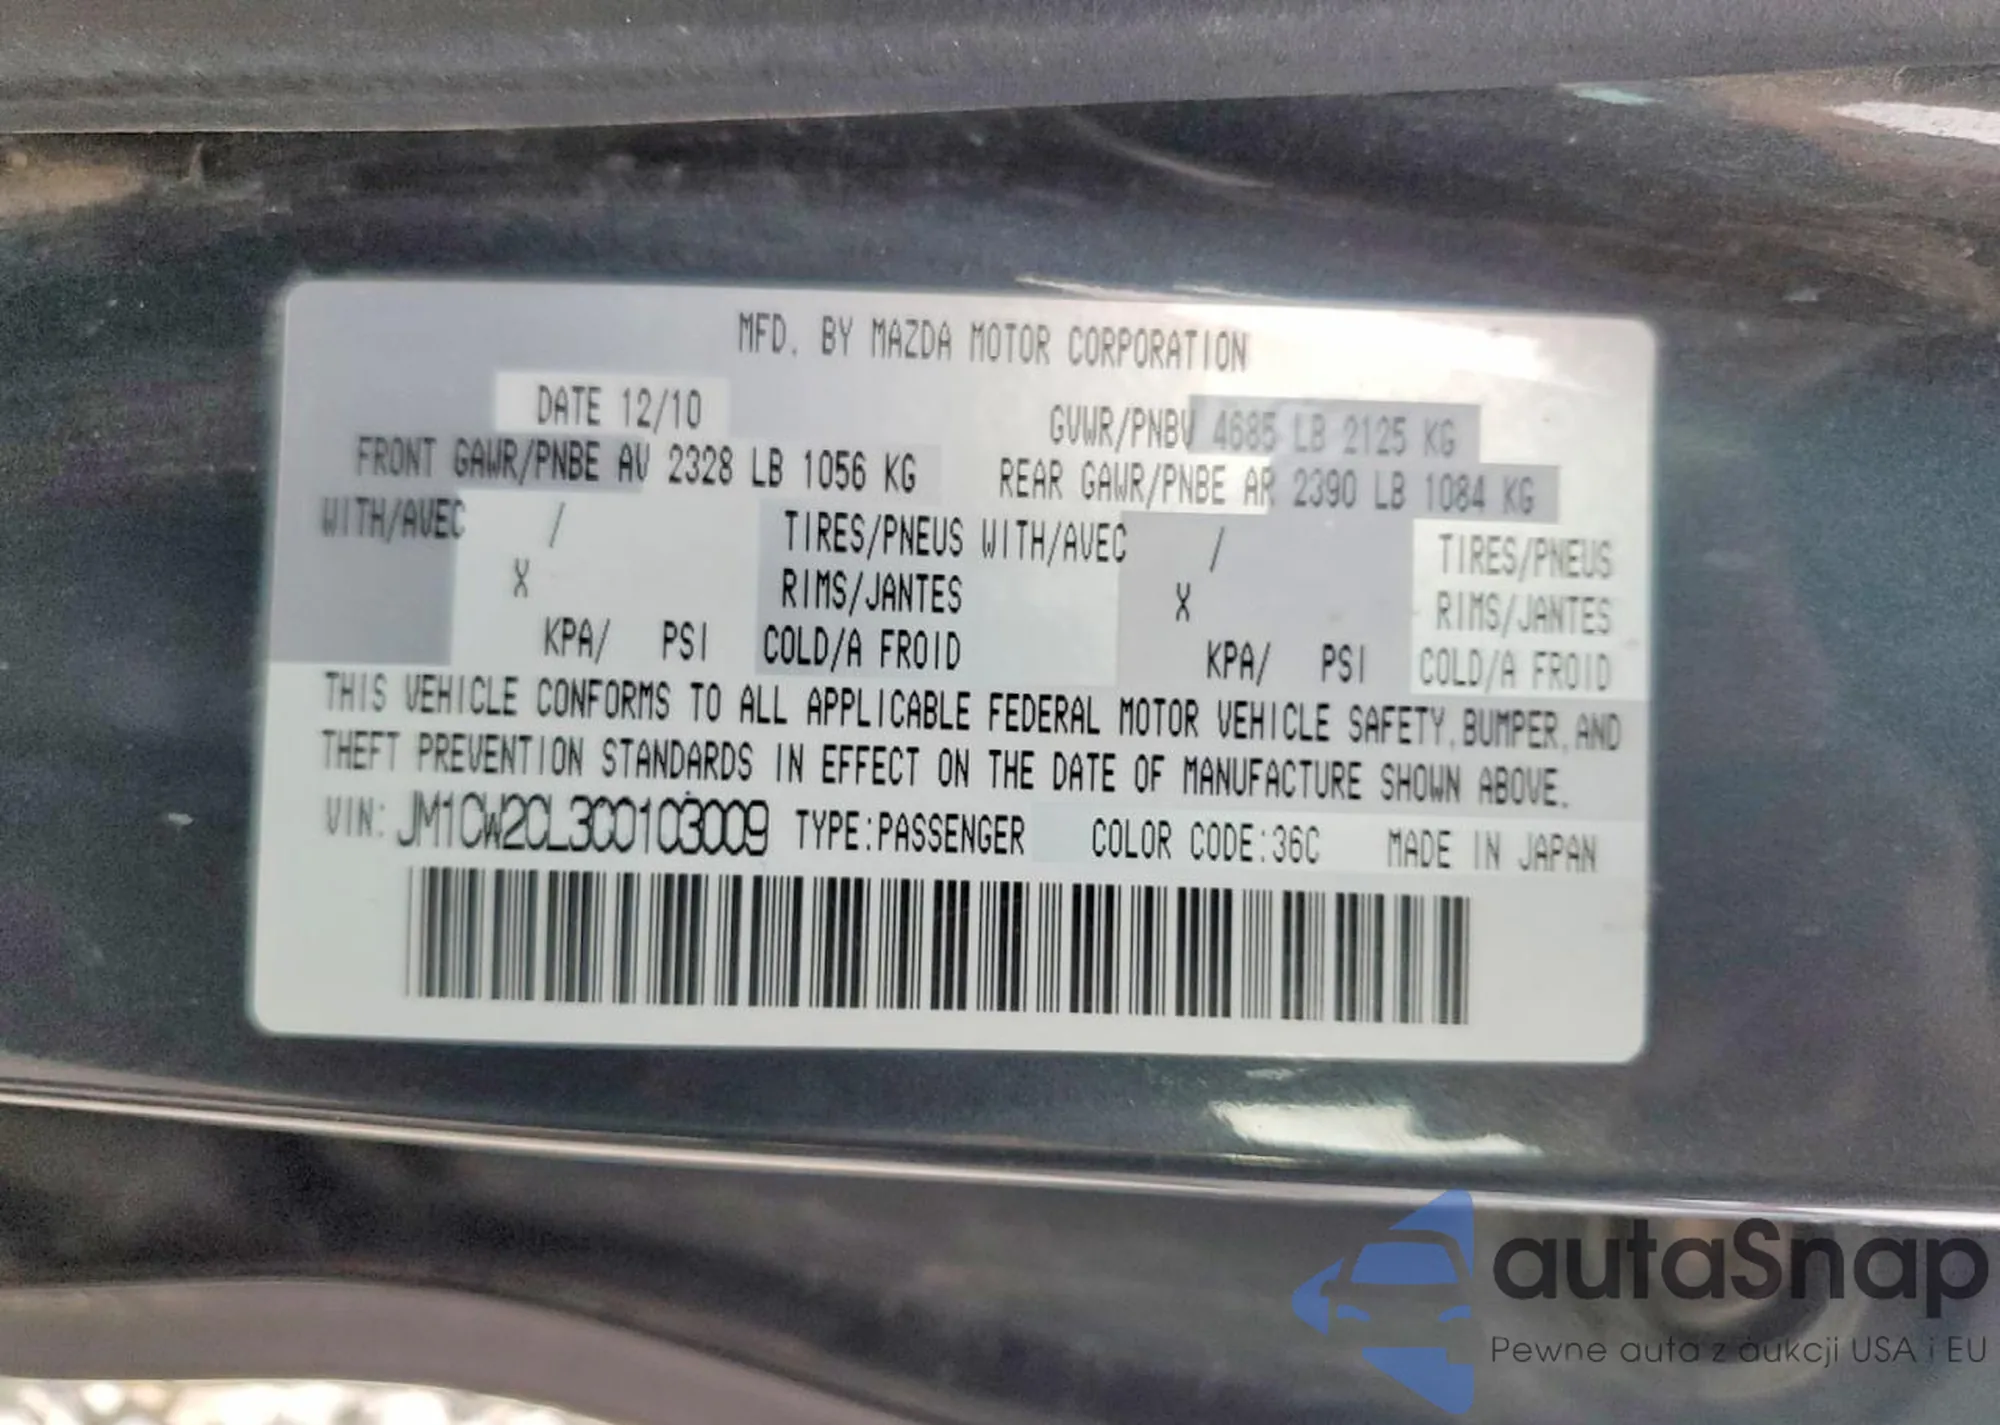 MFD. BY MAZDA MOTOR CORPORATION
DATE 12/10 GVWR/PNBV 4685 LB 2125 KG
FRONT GAWR/PNBE AV 2328 LB 1056 KG REAR GAWR/PNBE AR 2390 LB 1084 KG
WITH/AVEC / TIRES/PNEUS WITH/AVEC / TIRES/PNEUS
X RIMS/JANTES X RIMS/JANTES
KPA/ PSI COLD/A FROID KPA/ PSI COLD/A FROID
THIS VEHICLE CONFORMS TO ALL APPLICABLE FEDERAL MOTOR VEHICLE SAFETY, BUMPER, AND
THEFT PREVENTION STANDARDS IN EFFECT ON THE DATE OF MANUFACTURE SHOWN ABOVE.
VIN: JM1CW2CL3C0103009 TYPE:PASSENGER COLOR CODE:36C MADE IN JAPAN
autaSnap
Pewne auta z aukcji USA i EU